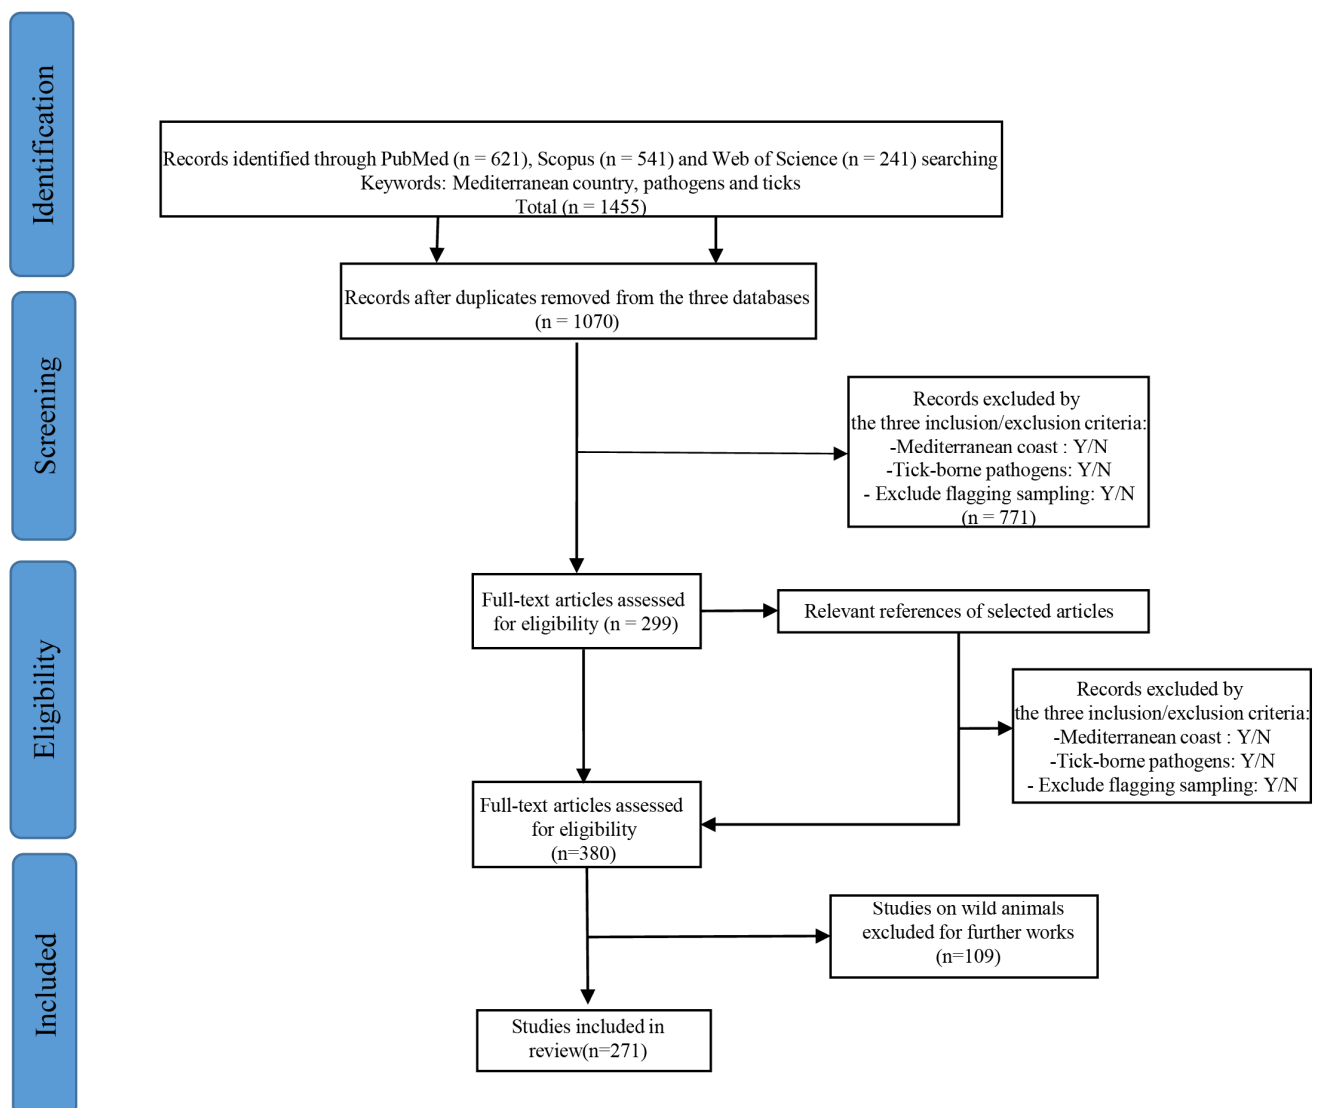 Identification
Records identified through PubMed (n = 621), Scopus (n = 541) and Web of Science (n = 241) searching
Keywords: Mediterranean country, pathogens and ticks
Total (n = 1455)
Records after duplicates removed from the three databases
(n = 1070)
Screening
Records excluded by
the three inclusion/exclusion criteria:
-Mediterranean coast : Y/N
-Tick-borne pathogens: Y/N
- Exclude flagging sampling: Y/N
(n = 771)
Eligibility
Full-text articles assessed
for eligibility (n = 299)
Relevant references of selected articles
Records excluded by
the three inclusion/exclusion criteria:
-Mediterranean coast : Y/N
-Tick-borne pathogens: Y/N
- Exclude flagging sampling: Y/N
Full-text articles assessed
for eligibility
(n=380)
Included
Studies on wild animals
excluded for further works
(n=109)
Studies included in
review(n=271)